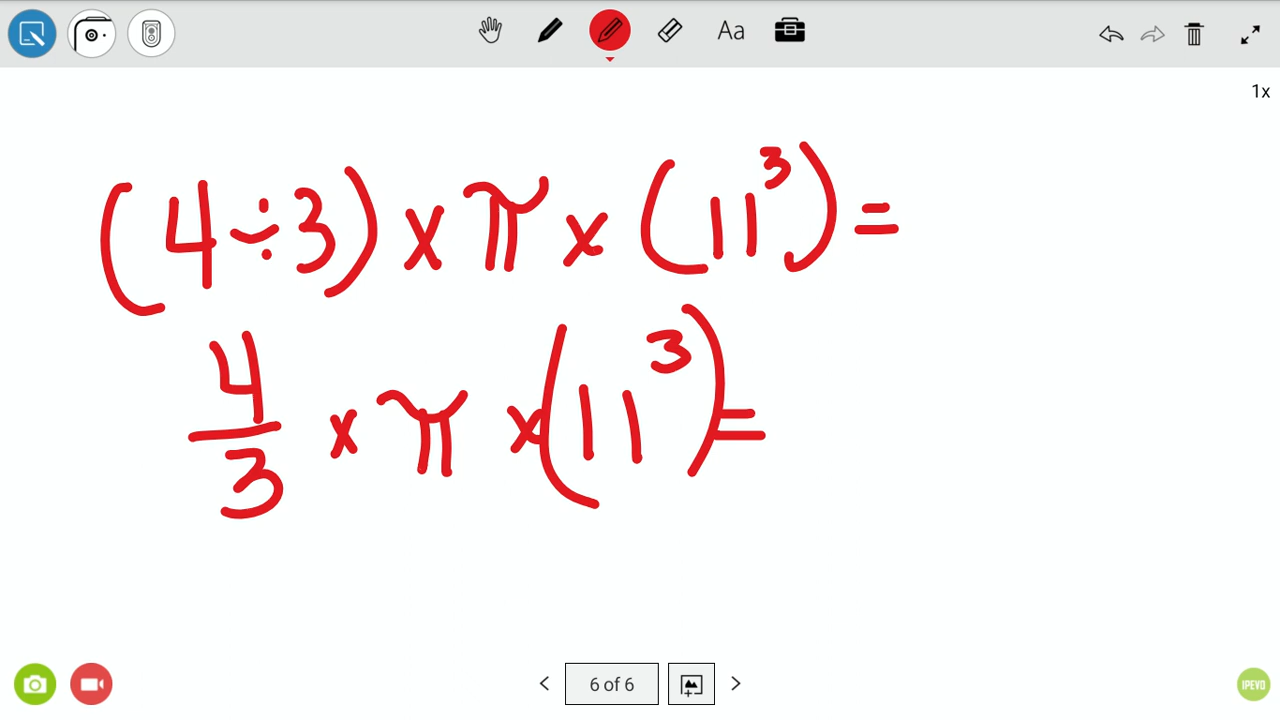 Aa
1x
(4÷3)×π×(11³)=
4/3 ×π×(11³)=
6 of 6
IPEVO